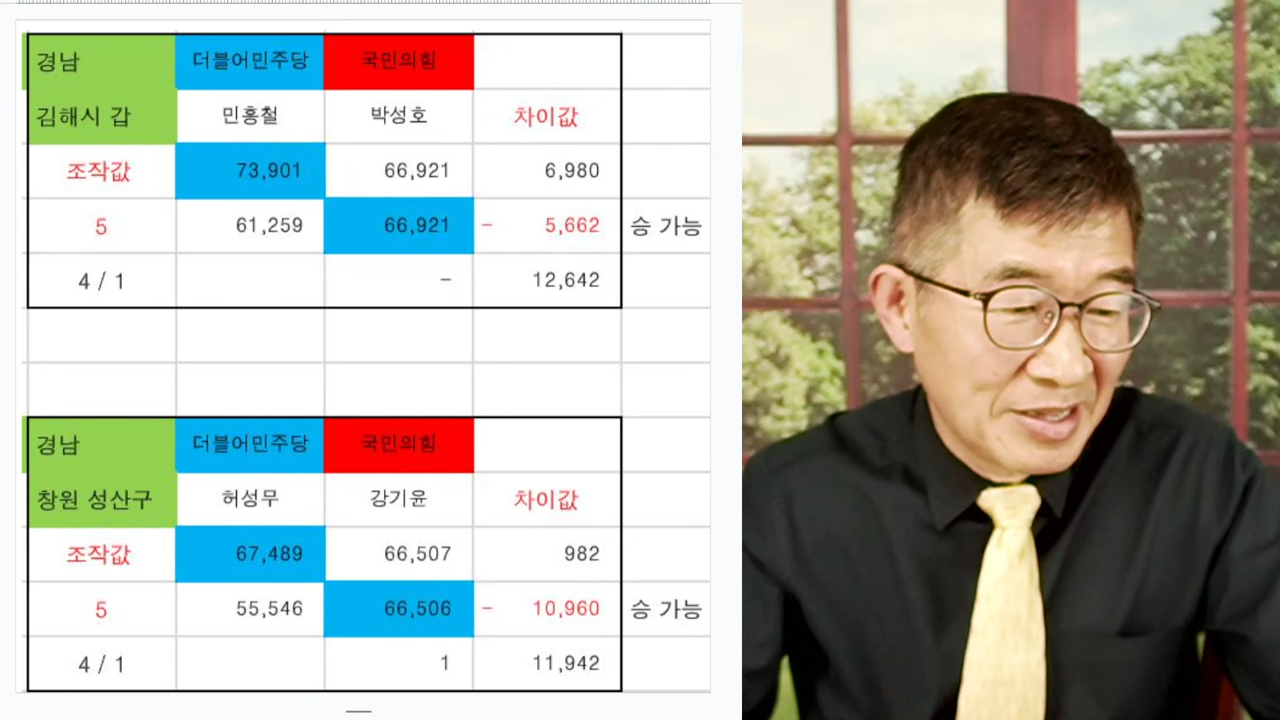 경남 더블어민주당 국민의힘
김해시 갑 민홍철 박성호 차이값
조작값 73,901 66,921 6,980
5 61,259 66,921 - 5,662 승 가능
4 / 1 - 12,642
경남 더블어민주당 국민의힘
창원 성산구 허성무 강기윤 차이값
조작값 67,489 66,507 982
5 55,546 66,506 - 10,960 승 가능
4 / 1 1 11,942